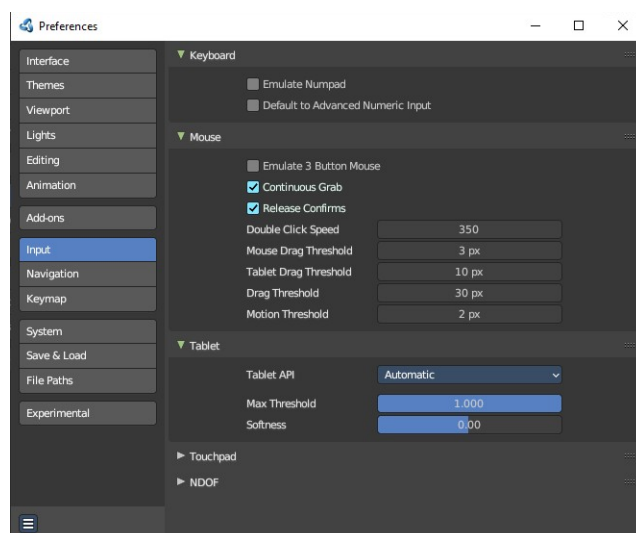 Preferences
Interface
Themes
Viewport
Lights
Editing
Animation
Add-ons
Input
Navigation
Keymap
System
Save & Load
File Paths
Experimental
Keyboard
Emulate Numpad
Default to Advanced Numeric Input
Mouse
Emulate 3 Button Mouse
Continuous Grab
Release Confirms
Double Click Speed 350
Mouse Drag Threshold 3 px
Tablet Drag Threshold 10 px
Drag Threshold 30 px
Motion Threshold 2 px
Tablet
Tablet API Automatic
Max Threshold 1.000
Softness 0.00
Touchpad
NDOF